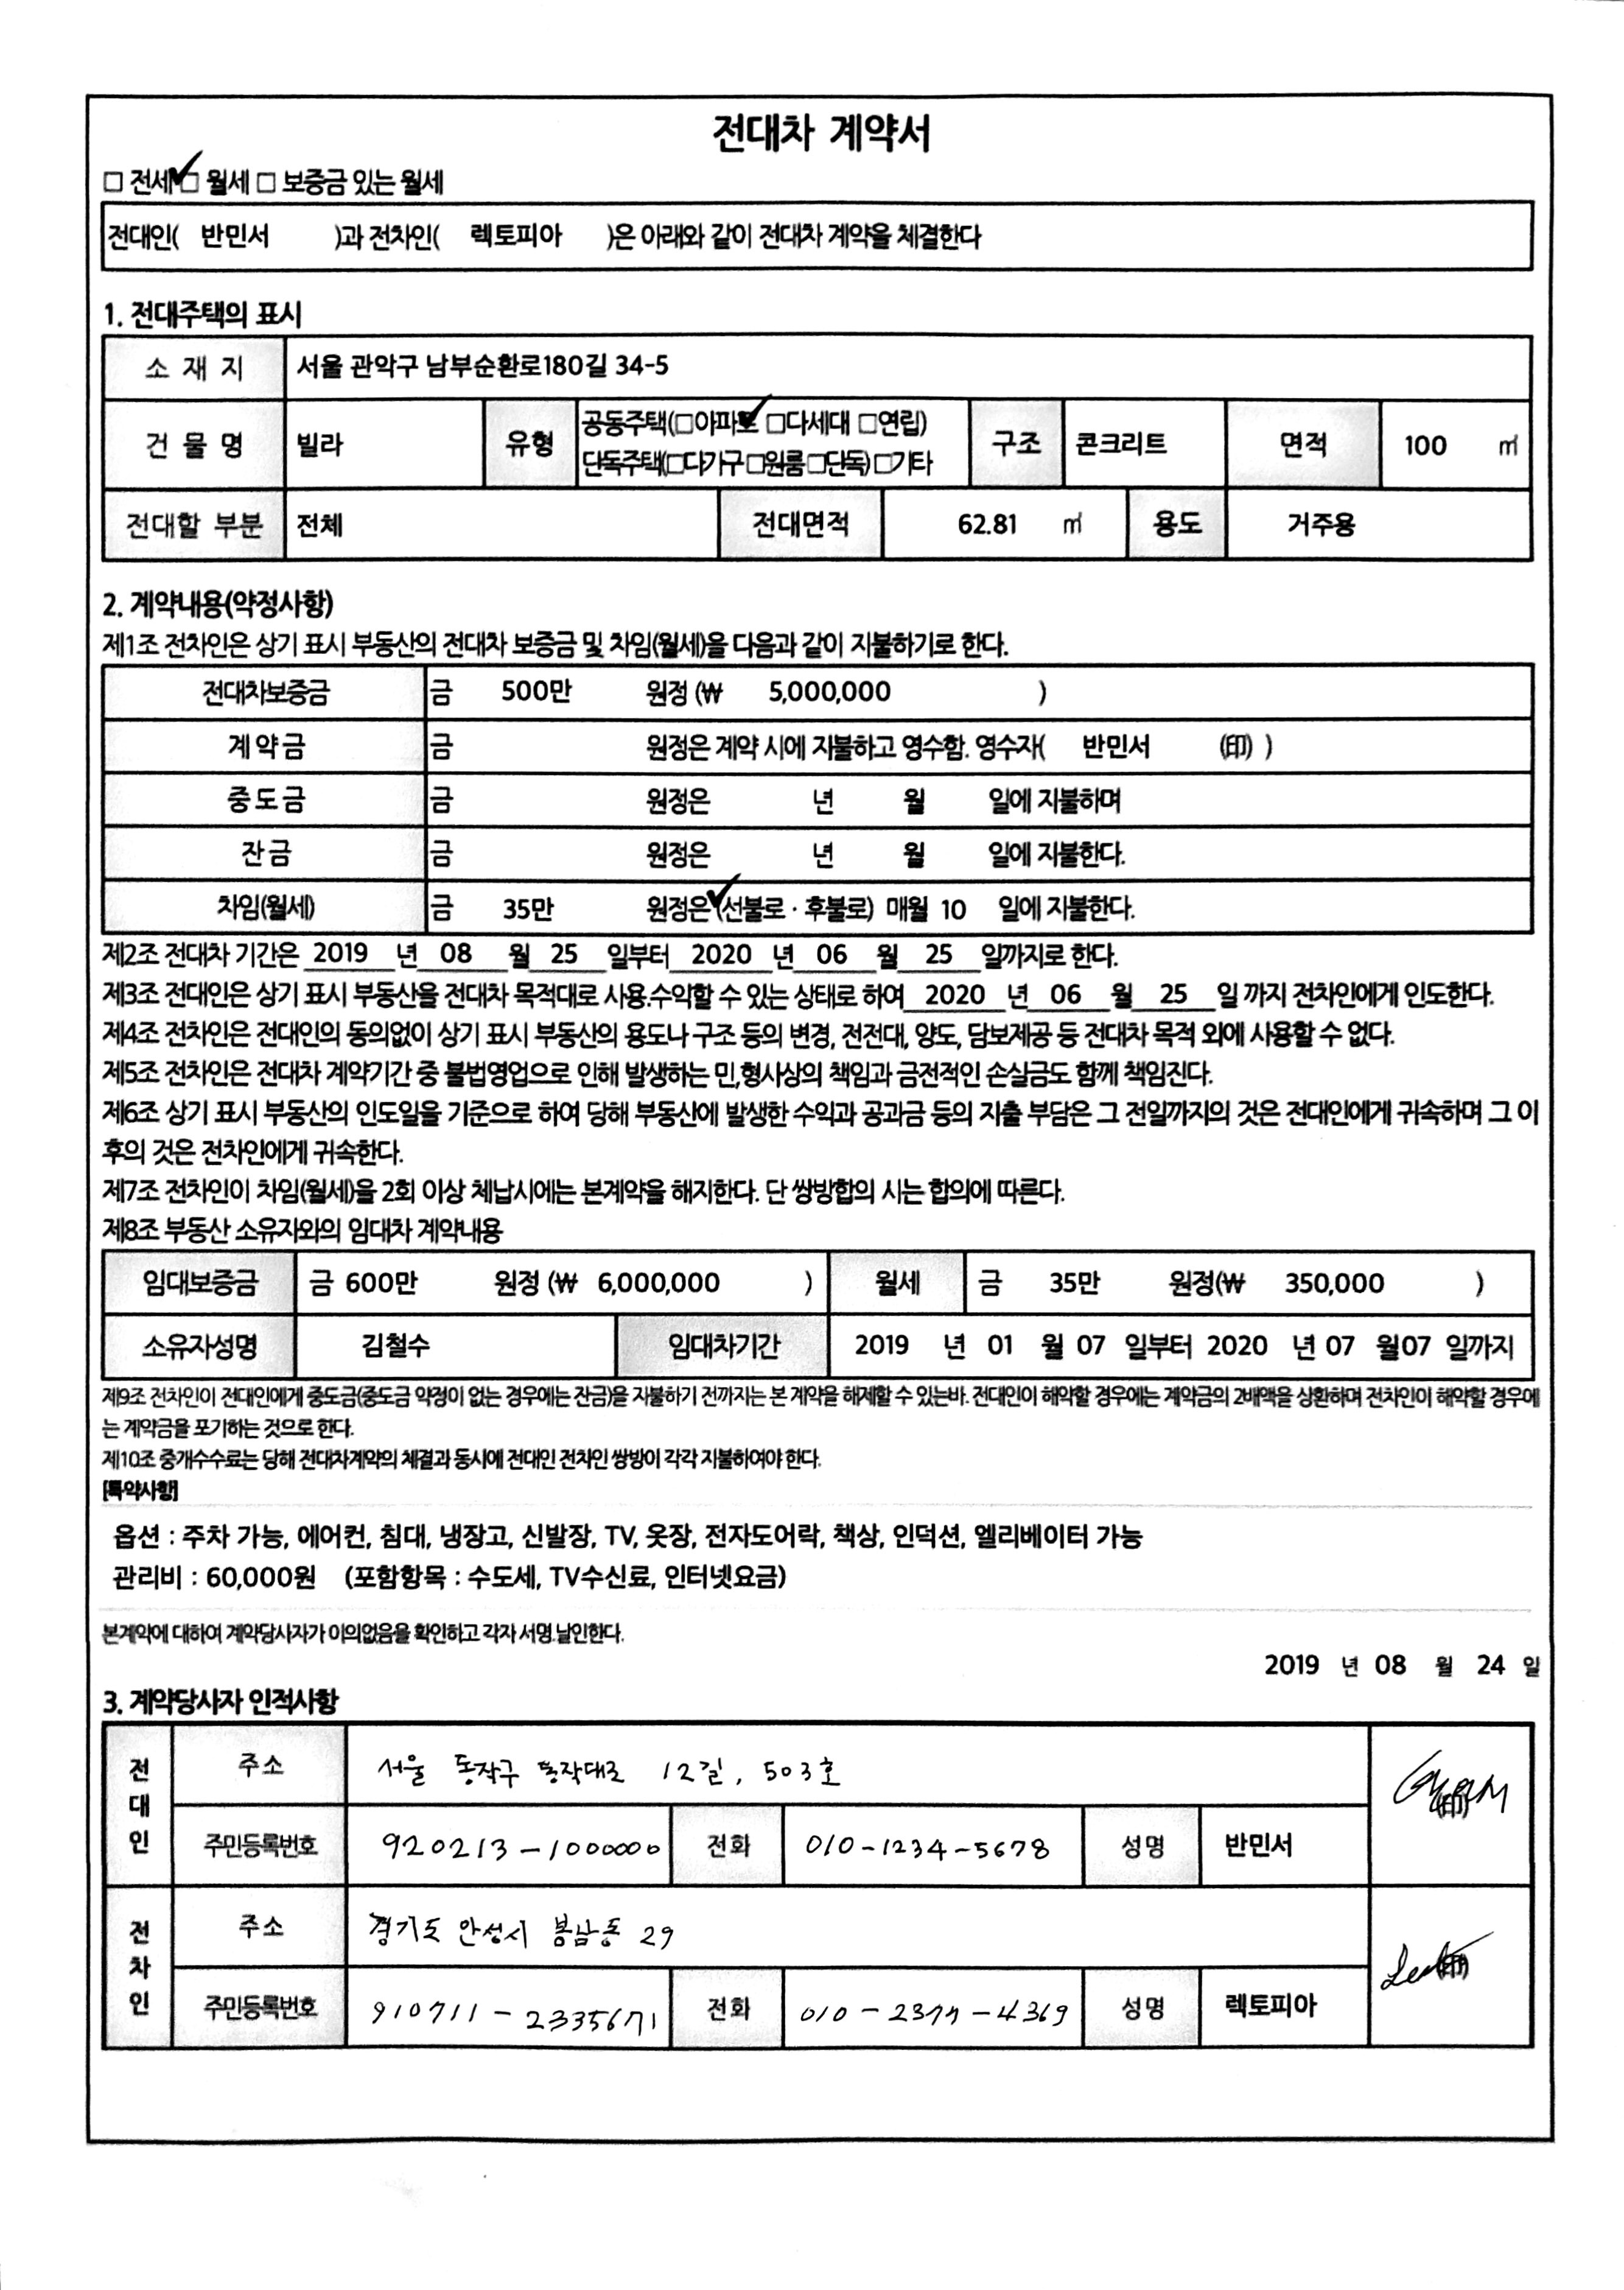 전대차 계약서
□ 전세 ✓□ 월세 □ 보증금 있는 월세
전대인( 반민서 )과 전차인( 렉토피아 )은 아래와 같이 전대차 계약을 체결한다
1. 전대주택의 표시
소 재 지 서울 관악구 남부순환로180길 34-5
건 물 명 빌라 유형 공동주택(□아파트 ✓□다세대 □연립) 구조 콘크리트 면적 100 ㎡
단독주택(□다가구 □원룸 □단독) □기타
전대할 부분 전체 전대면적 62.81 ㎡ 용도 거주용
2. 계약내용(약정사항)
제1조 전차인은 상기 표시 부동산의 전대차 보증금 및 차임(월세)을 다음과 같이 지불하기로 한다.
전대차보증금 금 500만 원정 (₩ 5,000,000 )
계약금 금 원정은 계약 시에 지불하고 영수함. 영수자( 반민서 (印) )
중도금 금 원정은 년 월 일에 지불하며
잔금 금 원정은 년 월 일에 지불한다.
차임(월세) 금 35만 원정은 ✓(선불로 · 후불로) 매월 10 일에 지불한다.
제2조 전대차 기간은 2019 년 08 월 25 일부터 2020 년 06 월 25 일까지로 한다.
제3조 전대인은 상기 표시 부동산을 전대차 목적대로 사용.수익할 수 있는 상태로 하여 2020 년 06 월 25 일 까지 전차인에게 인도한다.
제4조 전차인은 전대인의 동의없이 상기 표시 부동산의 용도나 구조 등의 변경, 전전대, 양도, 담보제공 등 전대차 목적 외에 사용할 수 없다.
제5조 전차인은 전대차 계약기간 중 불법영업으로 인해 발생하는 민,형사상의 책임과 금전적인 손실금도 함께 책임진다.
제6조 상기 표시 부동산의 인도일을 기준으로 하여 당해 부동산에 발생한 수익과 공과금 등의 지출 부담은 그 전일까지의 것은 전대인에게 귀속하며 그 이
후의 것은 전차인에게 귀속한다.
제7조 전차인이 차임(월세)을 2회 이상 체납시에는 본계약을 해지한다. 단 쌍방합의 시는 합의에 따른다.
제8조 부동산 소유자와의 임대차 계약내용
임대보증금 금 600만 원정 (₩ 6,000,000 ) 월세 금 35만 원정(₩ 350,000 )
소유자성명 김철수 임대차기간 2019 년 01 월 07 일부터 2020 년 07 월07 일까지
제9조 전차인이 전대인에게 중도금(중도금 약정이 없는 경우에는 잔금)을 지불하기 전까지는 본 계약을 해제할 수 있는바. 전대인이 해약할 경우에는 계약금의 2배액을 상환하며 전차인이 해약할 경우에
는 계약금을 포기하는 것으로 한다.
제10조 중개수수료는 당해 전대차계약의 체결과 동시에 전대인 전차인 쌍방이 각각 지불하여야 한다.
[특약사항]
옵션 : 주차 가능, 에어컨, 침대, 냉장고, 신발장, TV, 옷장, 전자도어락, 책상, 인덕션, 엘리베이터 가능
관리비 : 60,000원 (포함항목 : 수도세, TV수신료, 인터넷요금)
본계약에 대하여 계약당사자가 이의없음을 확인하고 각자 서명.날인한다.
2019 년 08 월 24 일
3. 계약당사자 인적사항
전대인 주소 서울 동작구 동작대로 12길, 503호 (印)
주민등록번호 920213-1000000 전화 010-1234-5678 성명 반민서
전차인 주소 경기도 안성시 봉남동 29 (印)
주민등록번호 910711-2335671 전화 010-2377-4369 성명 렉토피아